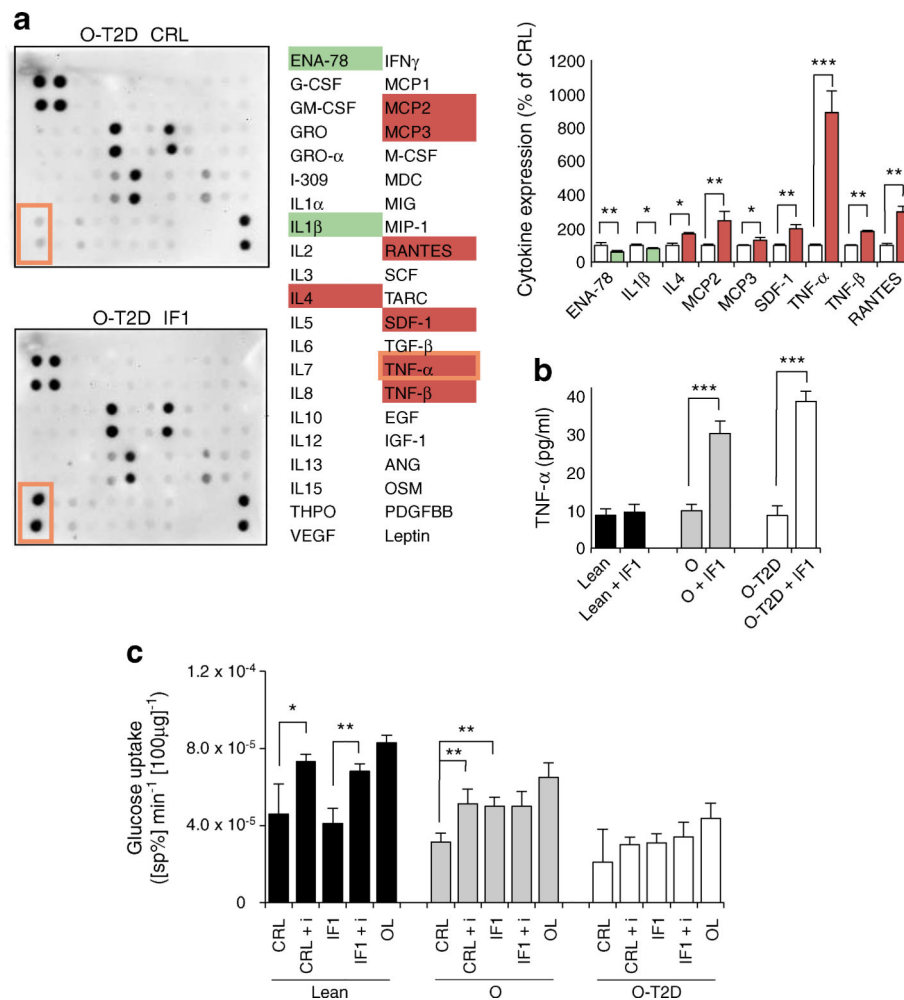 a
O-T2D CRL
O-T2D IF1
ENA-78 IFNγ
G-CSF MCP1
GM-CSF MCP2
GRO MCP3
GRO-α M-CSF
I-309 MDC
IL1α MIG
IL1β MIP-1
IL2 RANTES
IL3 SCF
IL4 TARC
IL5 SDF-1
IL6 TGF-β
IL7 TNF-α
IL8 TNF-β
IL10 EGF
IL12 IGF-1
IL13 ANG
IL15 OSM
THPO PDGFBB
VEGF Leptin
Cytokine expression (% of CRL)
1200
1000
800
600
400
200
0
** * * ** * ** *** ** **
ENA-78 IL1β IL4 MCP2 MCP3 SDF-1 TNF-α TNF-β RANTES
b
TNF-α (pg/ml)
40
30
20
10
0
*** ***
Lean Lean + IF1 O O + IF1 O-T2D O-T2D + IF1
c
Glucose uptake
([sp%] min⁻¹ [100μg]⁻¹
1.2 x 10⁻⁴
8.0 x 10⁻⁵
4.0 x 10⁻⁵
0
* ** ** **
CRL CRL + i IF1 IF1 + i OL CRL CRL + i IF1 IF1 + i OL CRL CRL + i IF1 IF1 + i OL
Lean O O-T2D